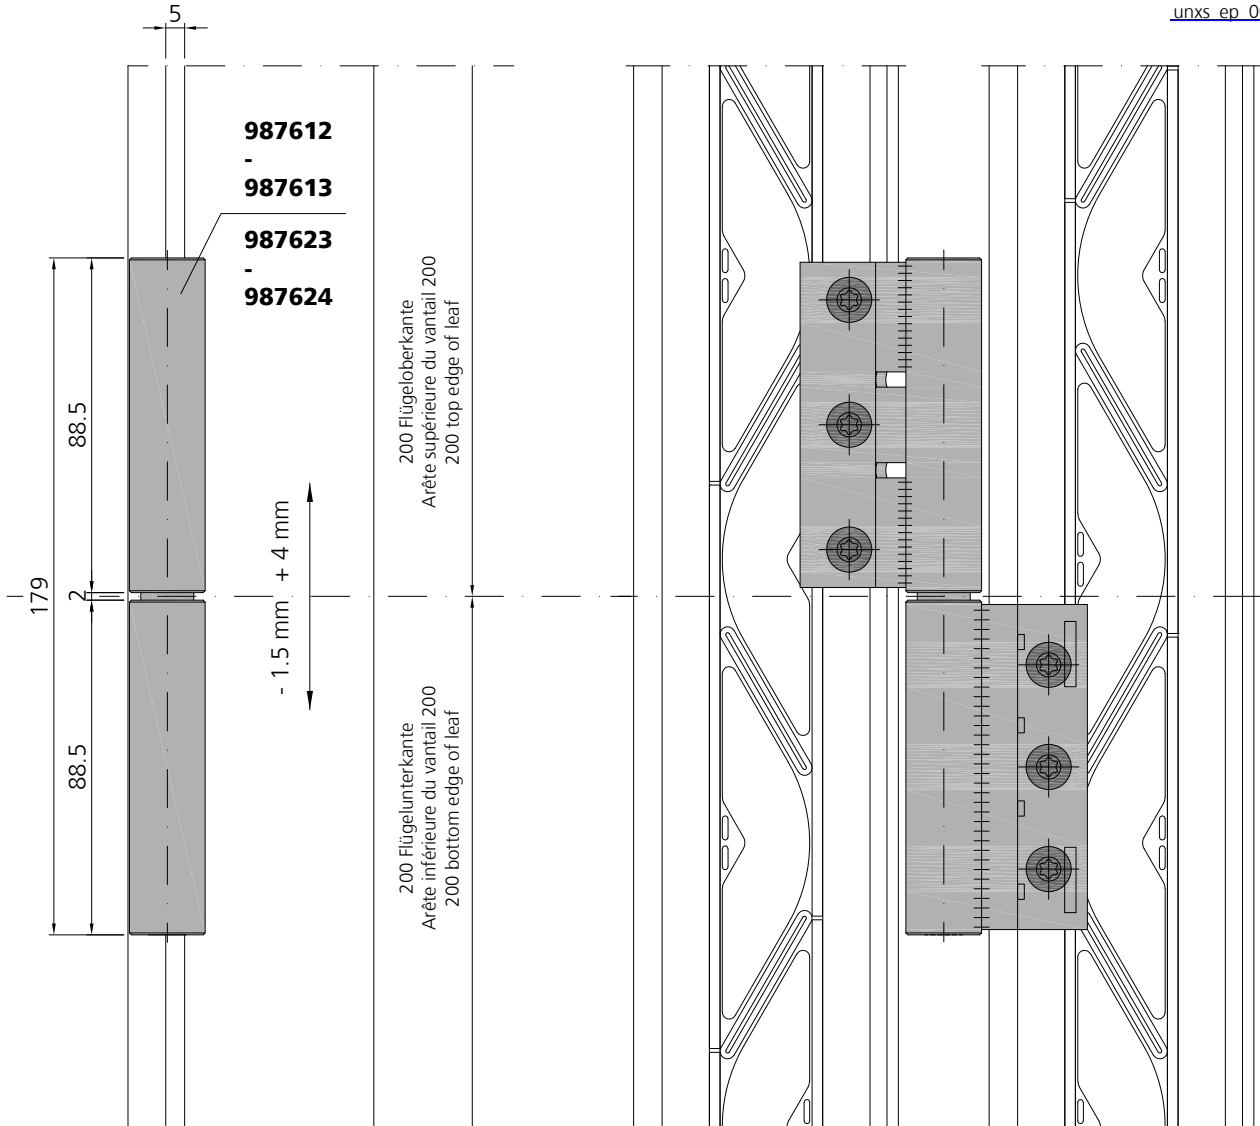 5
unxs_ep_0
987612
-
987613
987623
-
987624
200 Flügeloberkante
Arête supérieure du vantail 200
200 top edge of leaf
88.5
- 1.5 mm + 4 mm
179
2
88.5
200 Flügelunterkante
Arête inférieure du vantail 200
200 bottom edge of leaf